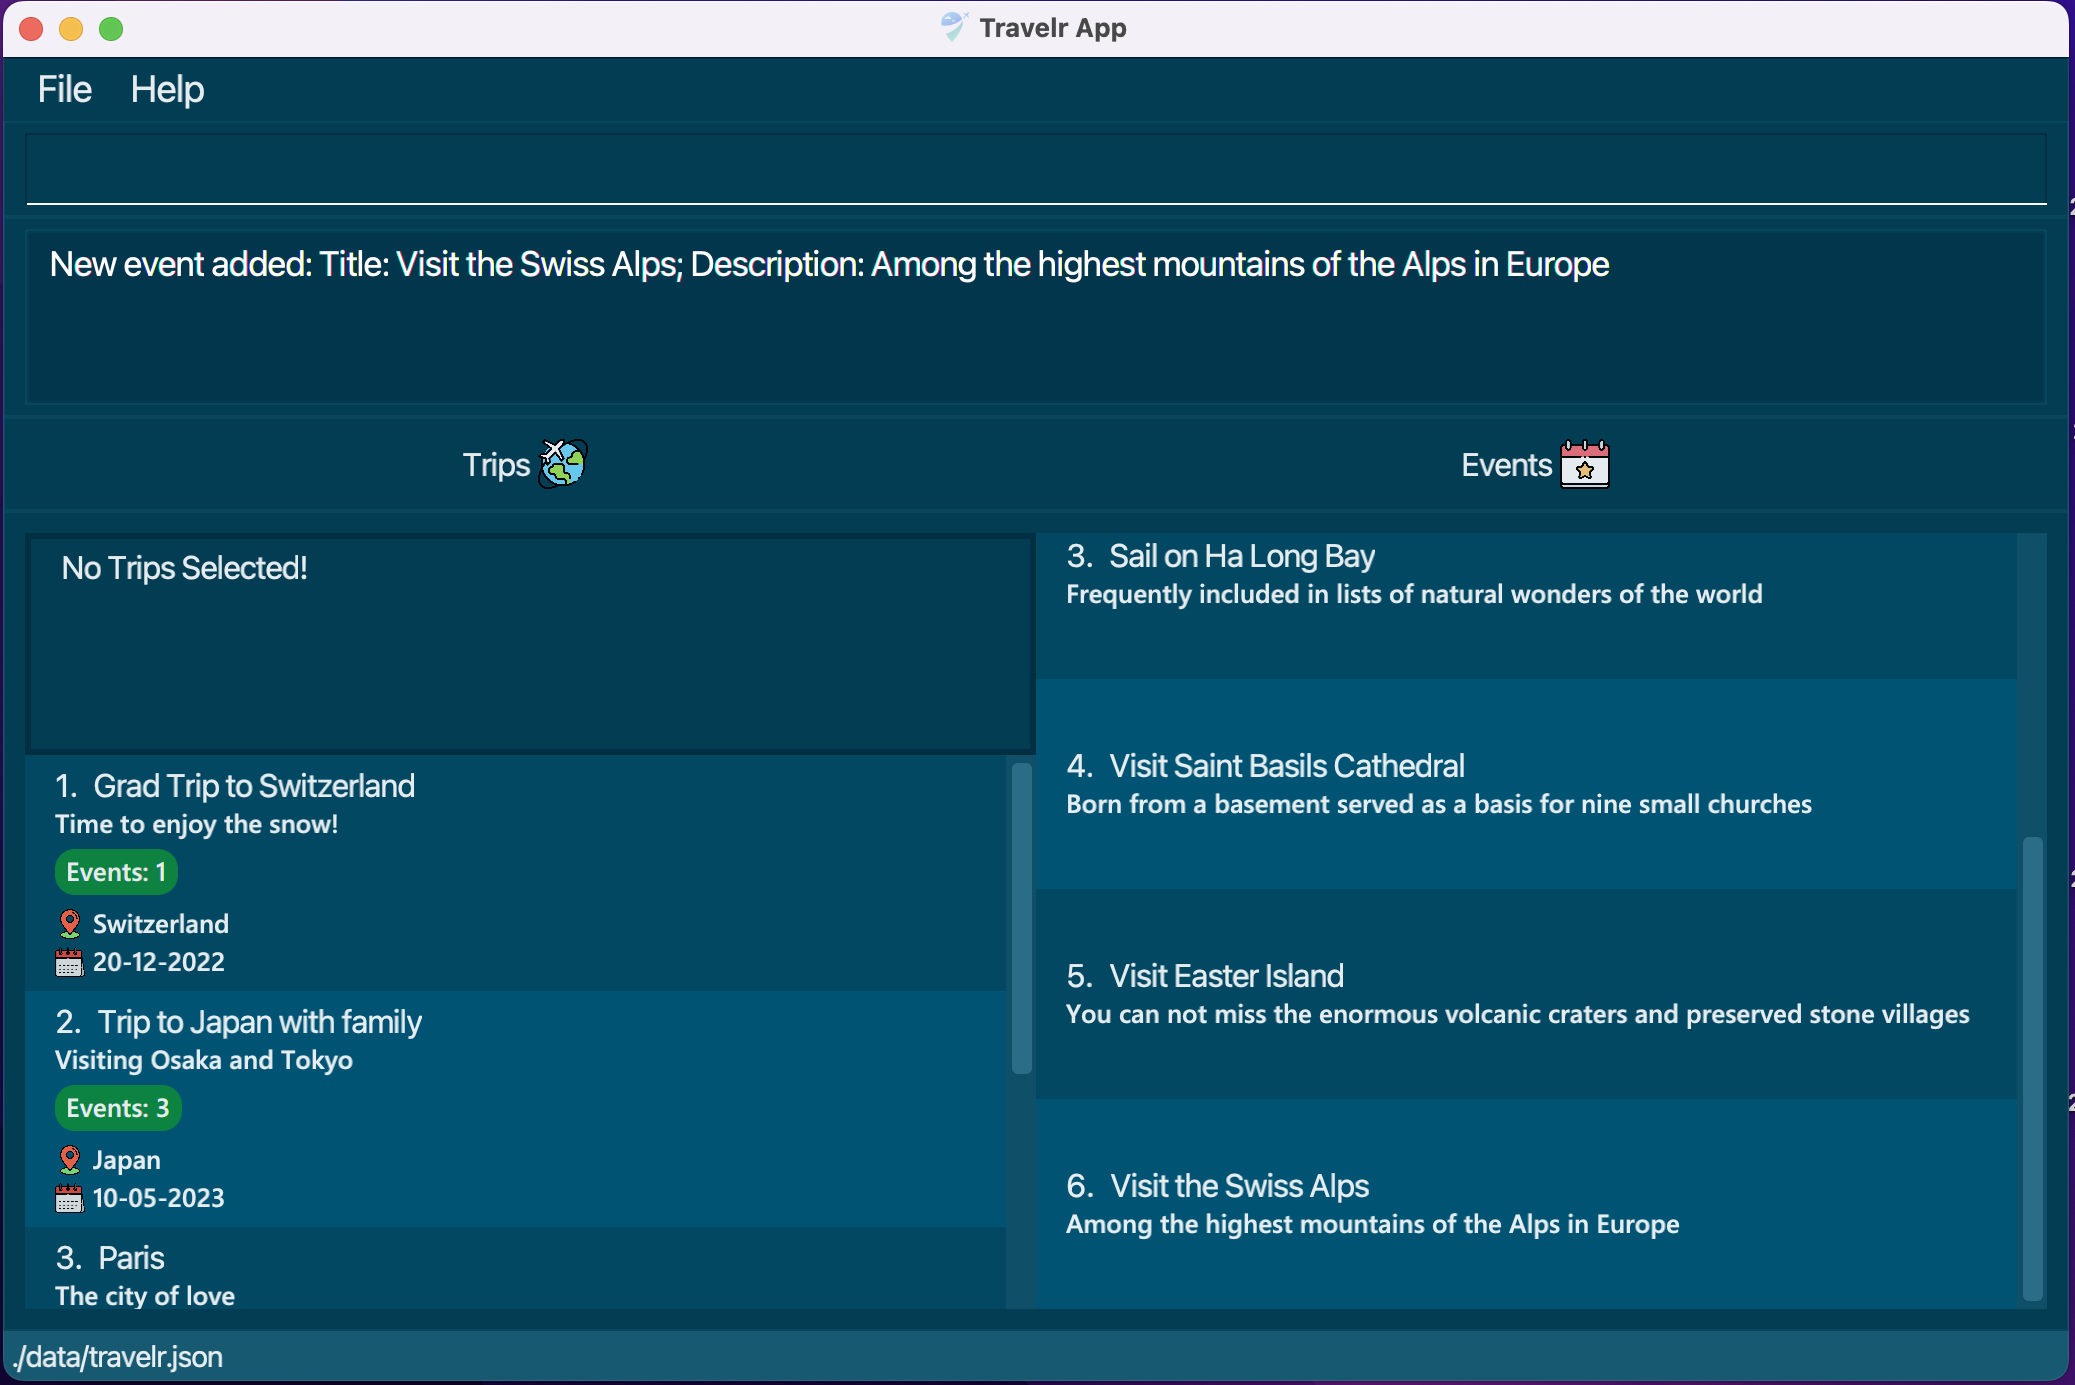 Travelr App
File Help
New event added: Title: Visit the Swiss Alps; Description: Among the highest mountains of the Alps in Europe
Trips
Events
No Trips Selected!
1. Grad Trip to Switzerland
Time to enjoy the snow!
Events: 1
Switzerland
20-12-2022
2. Trip to Japan with family
Visiting Osaka and Tokyo
Events: 3
Japan
10-05-2023
3. Paris
The city of love
3. Sail on Ha Long Bay
Frequently included in lists of natural wonders of the world
4. Visit Saint Basils Cathedral
Born from a basement served as a basis for nine small churches
5. Visit Easter Island
You can not miss the enormous volcanic craters and preserved stone villages
6. Visit the Swiss Alps
Among the highest mountains of the Alps in Europe
./data/travelr.json